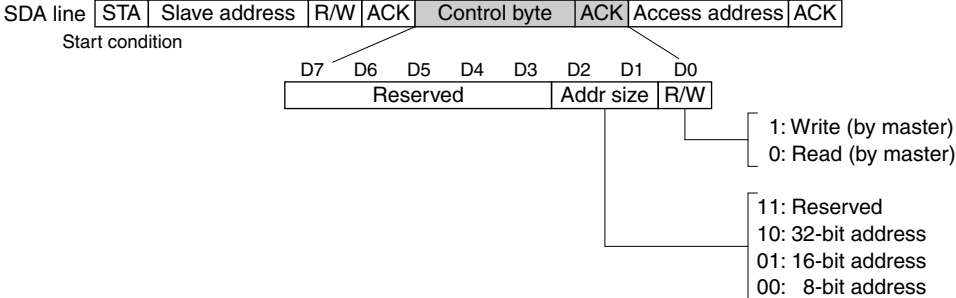 SDA line STA Slave address R/W ACK Control byte ACK Access address ACK
Start condition
D7 D6 D5 D4 D3 D2 D1 D0
Reserved Addr size R/W
1: Write (by master)
0: Read (by master)
11: Reserved
10: 32-bit address
01: 16-bit address
00: 8-bit address